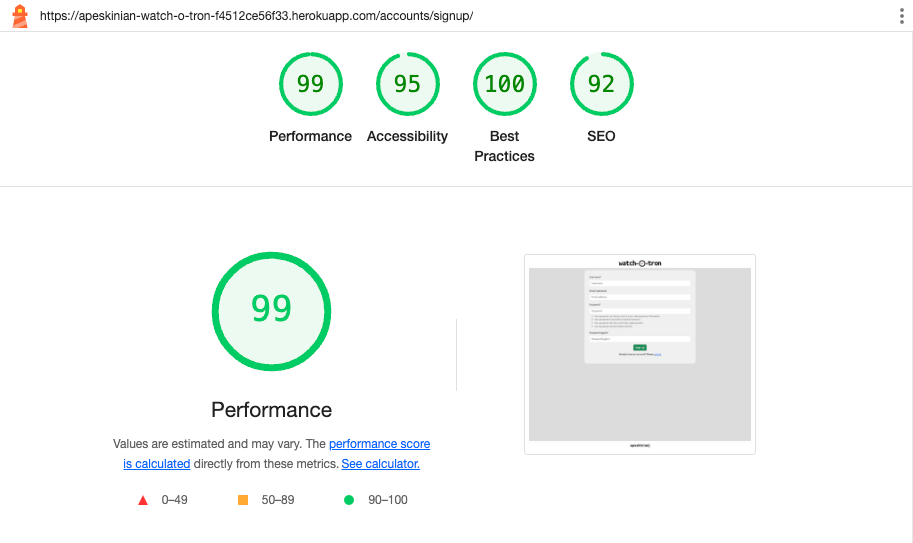 https://apeskinian-watch-o-tron-f4512ce56f33.herokuapp.com/accounts/signup/
99
95
100
92
Performance
Accessibility
Best
Practices
SEO
99
Performance
Values are estimated and may vary. The performance score
is calculated directly from these metrics. See calculator.
0–49
50–89
90–100
watch-o-tron